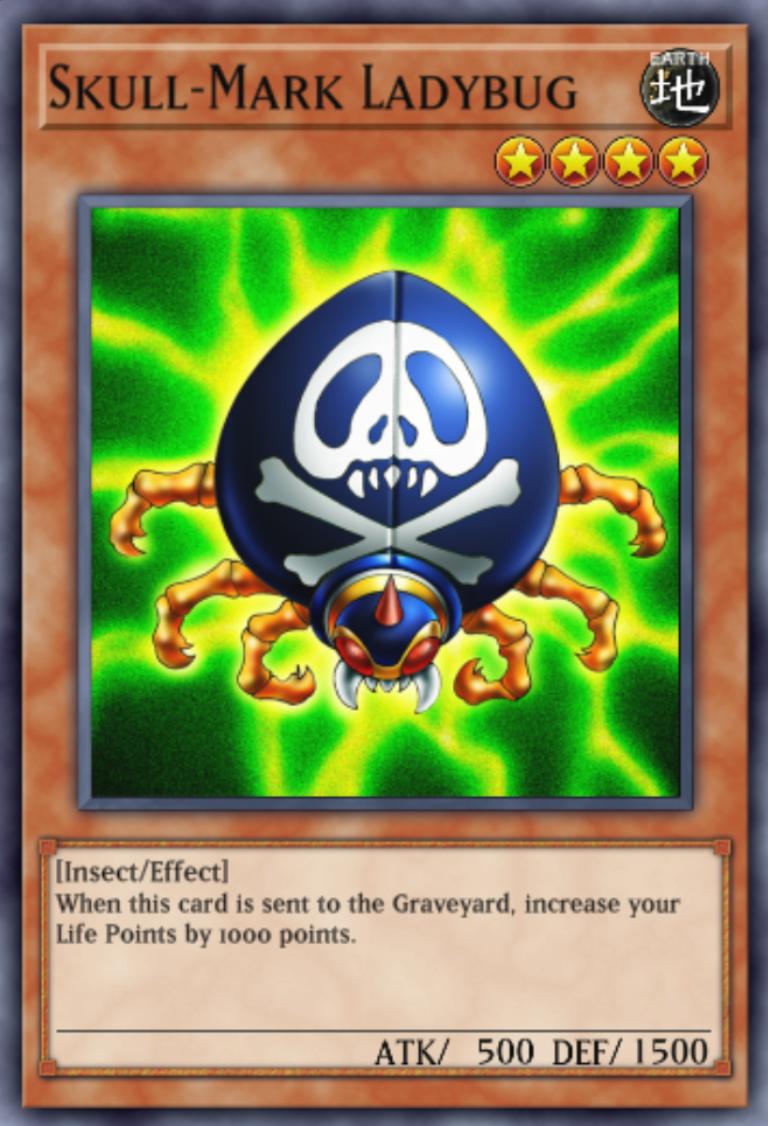 SKULL-MARK LADYBUG
EARTH
地
[Insect/Effect]
When this card is sent to the Graveyard, increase your
Life Points by 1000 points.
ATK/ 500 DEF/ 1500